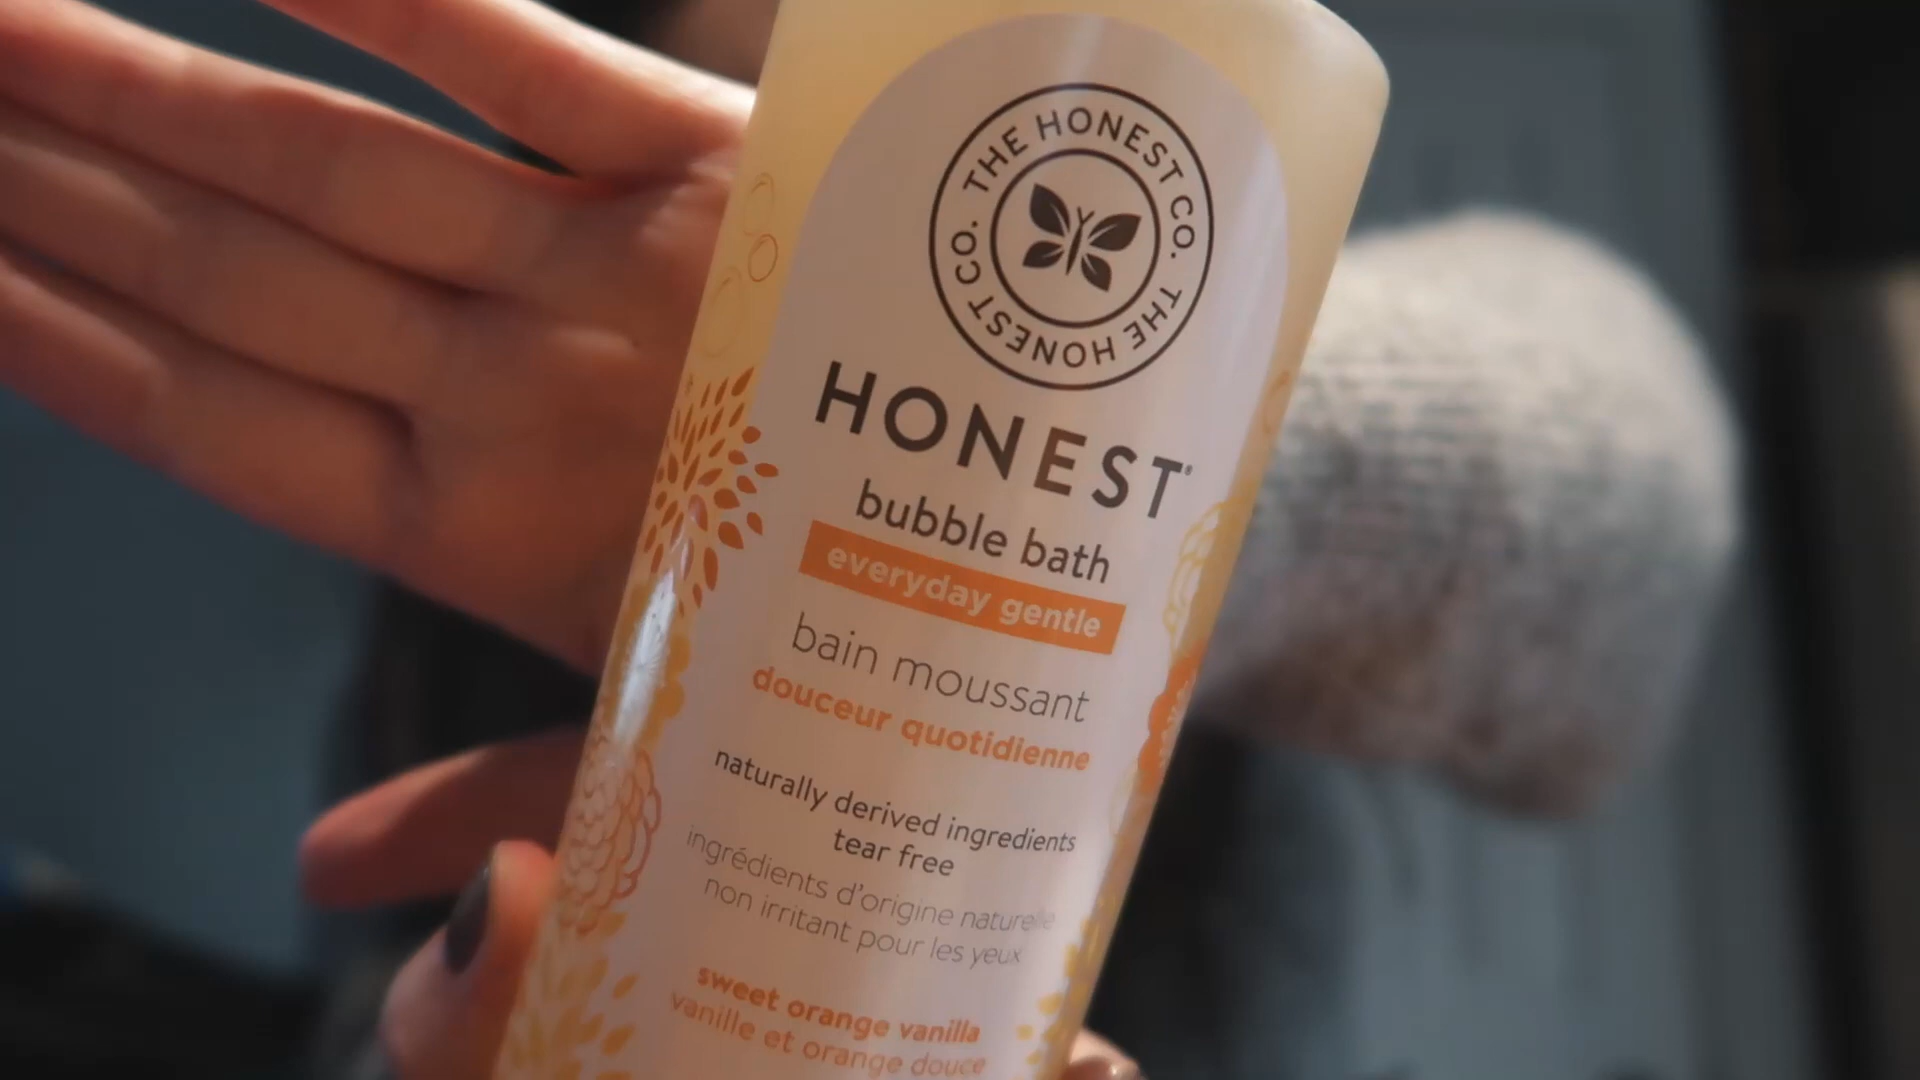 THE HONEST CO. THE HONEST CO.
HONEST®
bubble bath
everyday gentle
bain moussant
douceur quotidienne
naturally derived ingredients
tear free
ingrédients d'origine naturelle
non irritant pour les yeux
sweet orange vanilla
vanille et orange douce